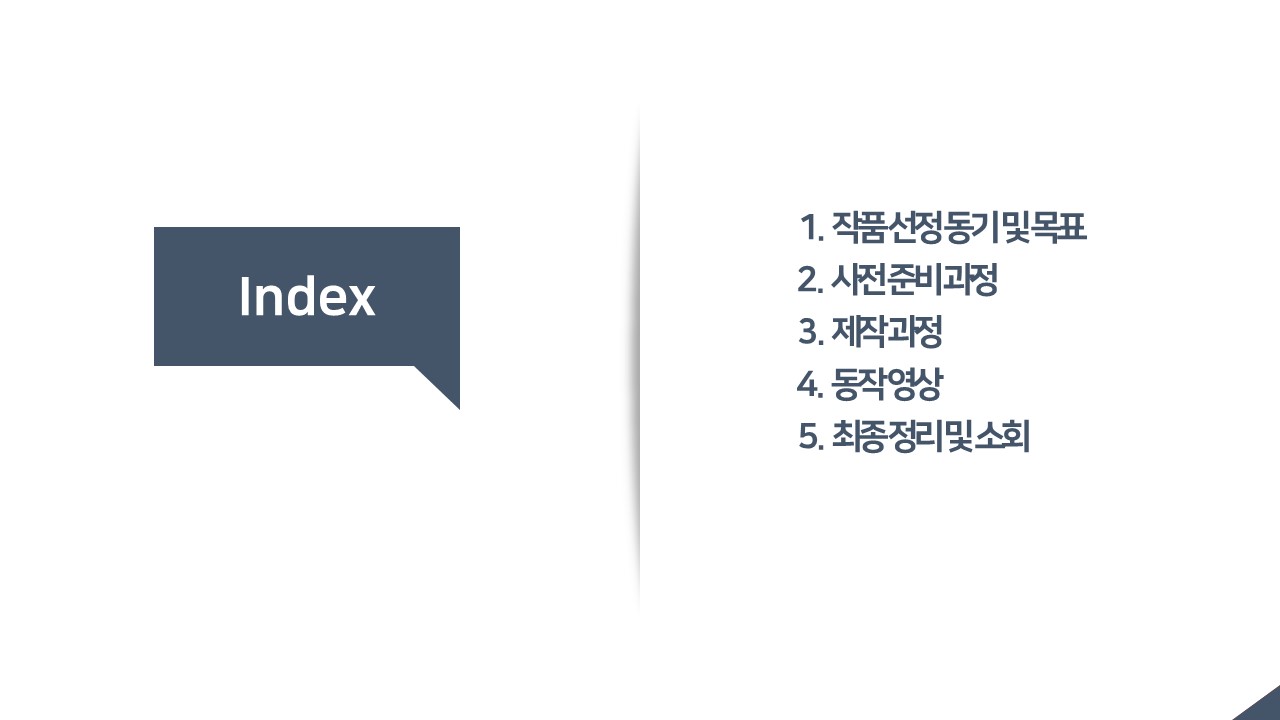 Index
1. 작품 선정 동기 및 목표
2. 사전 준비 과정
3. 제작 과정
4. 동작 영상
5. 최종 정리 및 소회